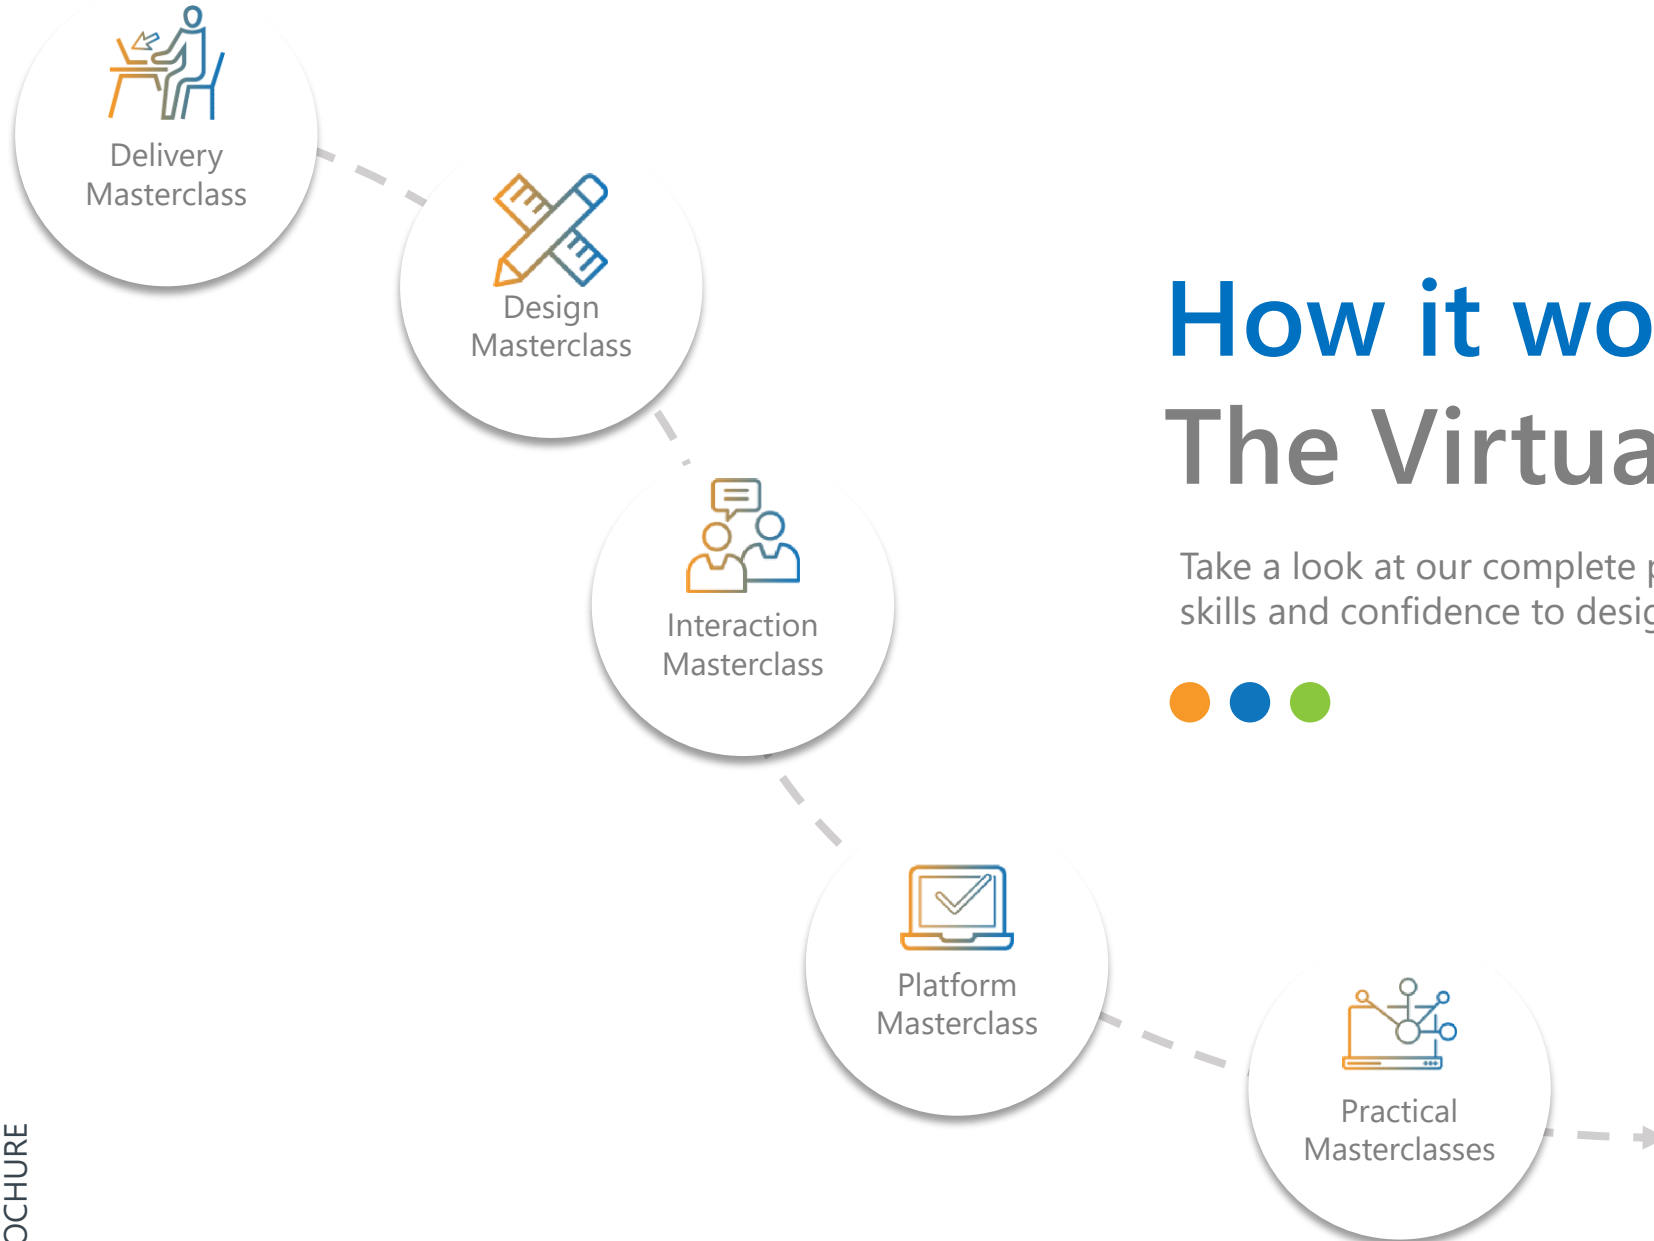 Delivery
Masterclass
Design
Masterclass
How it wo
The Virtua
Take a look at our complete
skills and confidence to desig
Interaction
Masterclass
Platform
Masterclass
Practical
Masterclasses
OCHURE